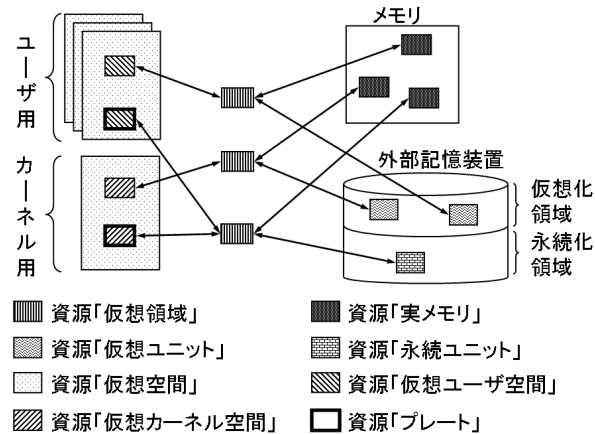 メモリ
ユーザ用
カーネル用
外部記憶装置
仮想化
領域
永続化
領域
資源「仮想領域」
資源「実メモリ」
資源「仮想ユニット」
資源「永続ユニット」
資源「仮想空間」
資源「仮想ユーザ空間」
資源「仮想カーネル空間」
資源「プレート」